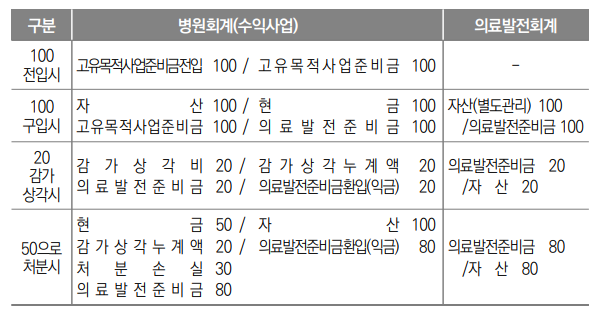 구분 병원회계(수익사업) 의료발전회계
100 전입시 고유목적사업준비금전입 100 / 고유목적사업준비금 100 -
100 구입시
자산 100 / 현금 100 자산(별도관리) 100
고유목적사업준비금 100 / 의료발전준비금 100 /의료발전준비금 100
20 감가상각시
감가상각비 20 / 감가상각누계액 20 의료발전준비금 20
의료발전준비금 20 / 의료발전준비금환입(익금) 20 /자산 20
50으로 처분시
현금 50 / 자산 100
감가상각누계액 20 / 의료발전준비금환입(익금) 80 의료발전준비금 80
처분손실 30 /자산 80
의료발전준비금 80